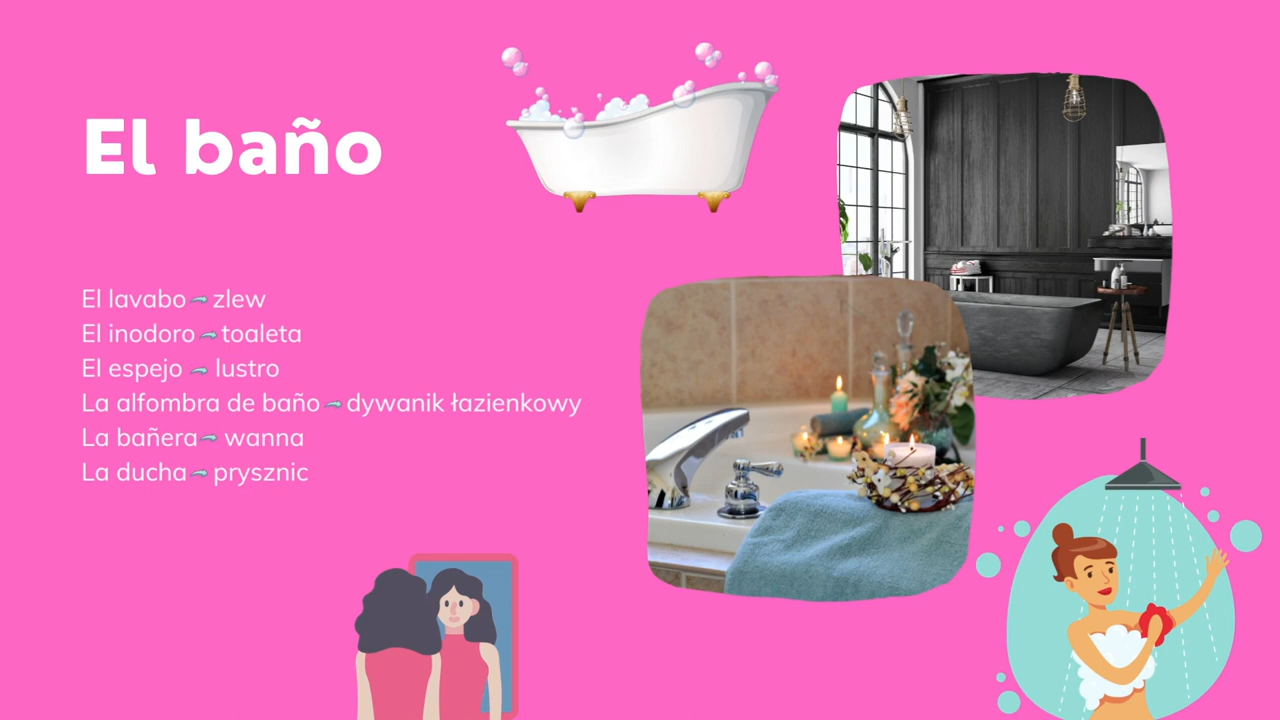 El baño
El lavabo → zlew
El inodoro → toaleta
El espejo → lustro
La alfombra de baño → dywanik łazienkowy
La bañera → wanna
La ducha → prysznic